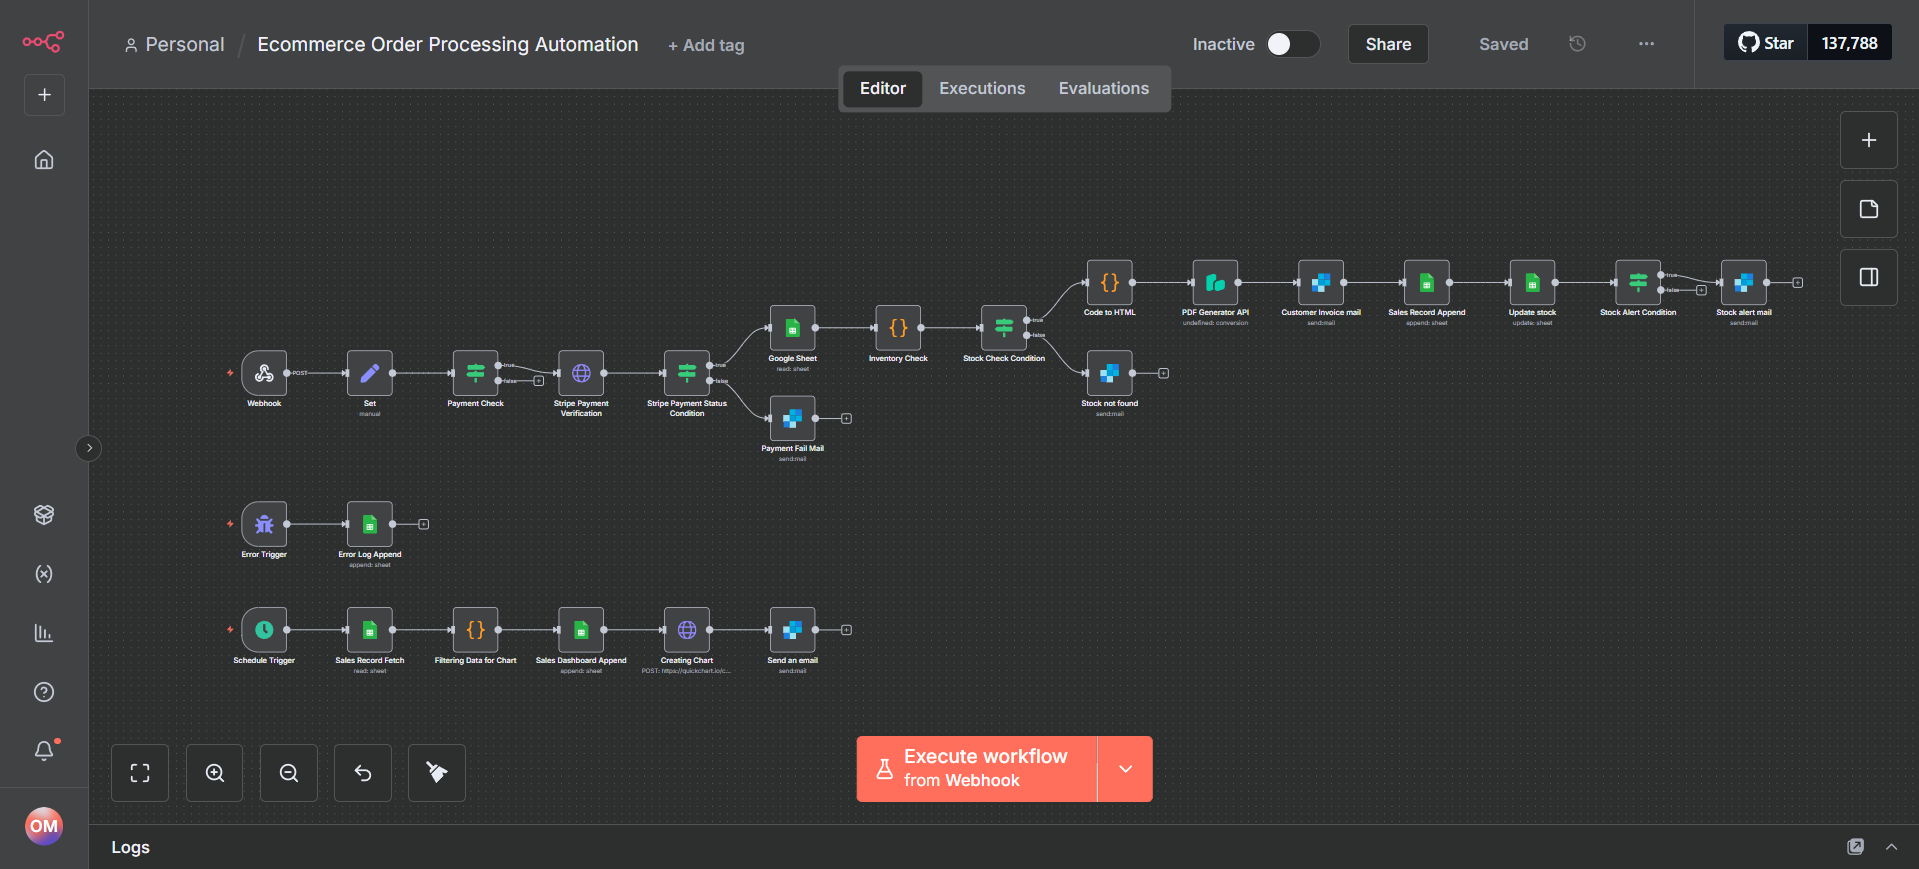 Personal / Ecommerce Order Processing Automation + Add tag
Inactive
Share
Saved
Star 137,788
Editor Executions Evaluations
Webhook
POST
Set
manual
Payment Check
true
false
Stripe Payment
Verification
Stripe Payment Status
Condition
true
false
Google Sheet
read: sheet
Payment Fail Mail
send:mail
Inventory Check
Stock Check Condition
true
false
Code to HTML
Stock not found
send:mail
PDF Generator API
undefined: conversion
Customer Invoice mail
send:mail
Sales Record Append
append: sheet
Update stock
update: sheet
Stock Alert Condition
true
false
Stock alert mail
send:mail
Error Trigger
Error Log Append
append: sheet
Schedule Trigger
Sales Record Fetch
read: sheet
Filtering Data for Chart
Sales Dashboard Append
append: sheet
Creating Chart
POST: https://quickchart.io/c...
Send an email
send:mail
Execute workflow
from Webhook
OM
Logs